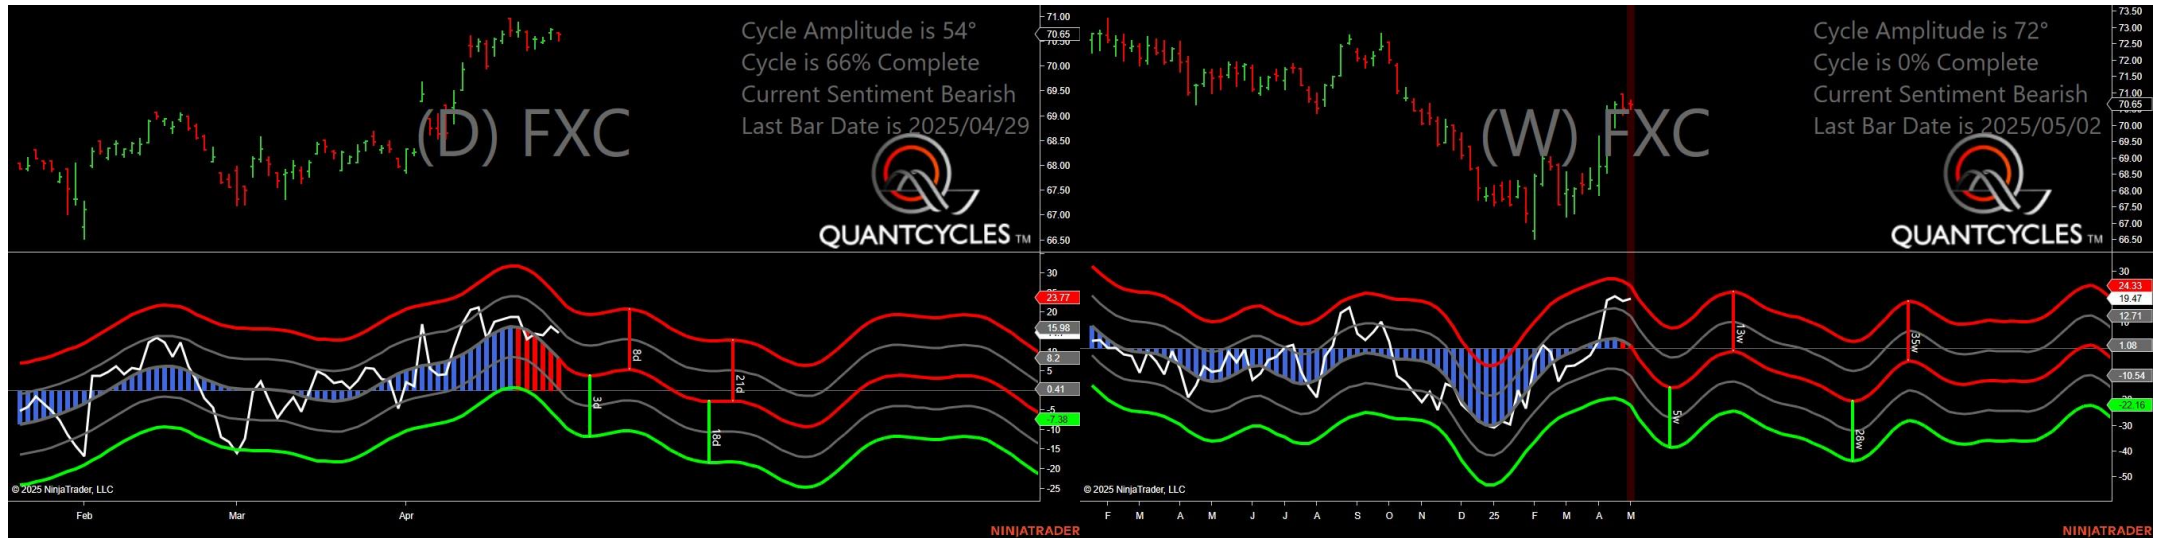 Cycle Amplitude is 54°
Cycle is 66% Complete
Current Sentiment Bearish
Last Bar Date is 2025/04/29
(D) FXC
QUANTCYCLES TM
71.00
70.65
70.00
69.50
69.00
68.50
68.00
67.50
67.00
66.50
30
23.77
20
15.98
8.2
5
0.41
-5
-7.38
-10
-15
-20
-25
3d
8d
18d
21d
© 2025 NinjaTrader, LLC
Feb Mar Apr
NINJATRADER
Cycle Amplitude is 72°
Cycle is 0% Complete
Current Sentiment Bearish
Last Bar Date is 2025/05/02
(W) FXC
QUANTCYCLES TM
73.50
73.00
72.50
72.00
71.50
71.00
70.65
70.00
69.50
69.00
68.50
68.00
67.50
67.00
66.50
30
24.33
19.47
12.71
1.08
-10.54
-22.16
-30
-40
-50
5w
13w
28w
35w
© 2025 NinjaTrader, LLC
F M A M J J A S O N D 25 F M A M
NINJATRADER